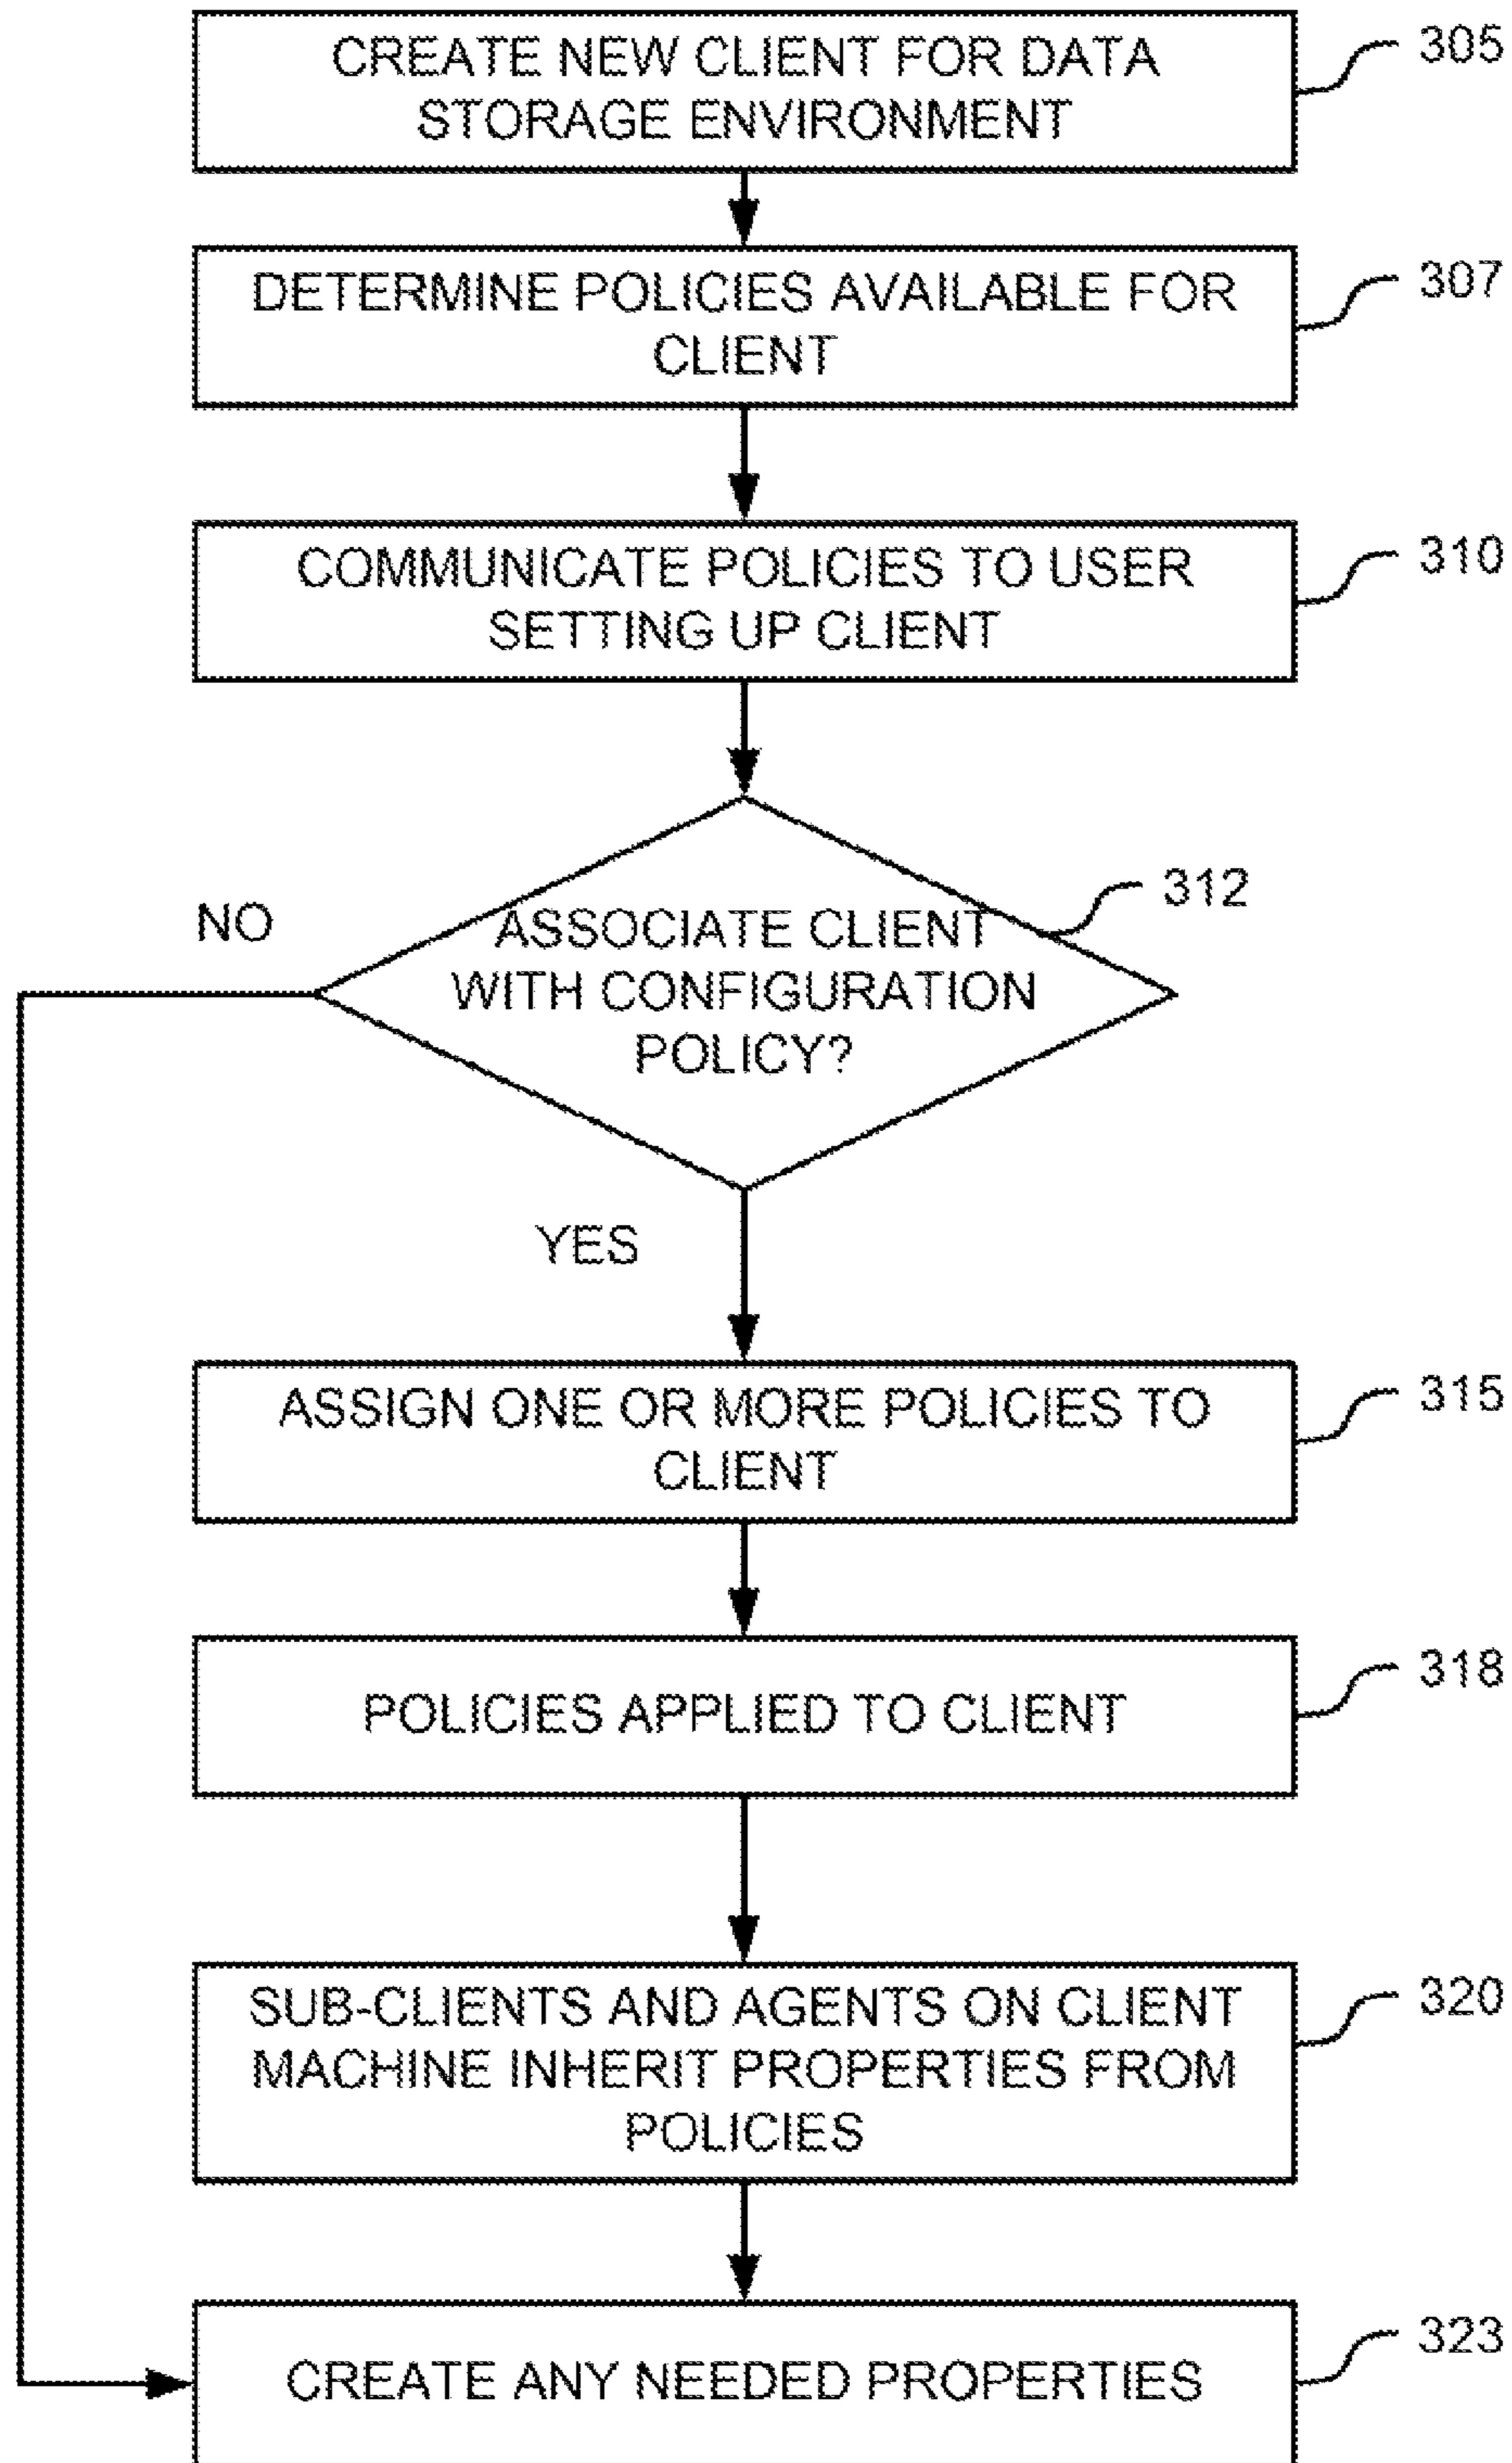 CREATE NEW CLIENT FOR DATA
STORAGE ENVIRONMENT
305
DETERMINE POLICIES AVAILABLE FOR
CLIENT
307
COMMUNICATE POLICIES TO USER
SETTING UP CLIENT
310
312
NO
ASSOCIATE CLIENT
WITH CONFIGURATION
POLICY?
YES
ASSIGN ONE OR MORE POLICIES TO
CLIENT
315
POLICIES APPLIED TO CLIENT
318
SUB-CLIENTS AND AGENTS ON CLIENT
MACHINE INHERIT PROPERTIES FROM
POLICIES
320
CREATE ANY NEEDED PROPERTIES
323